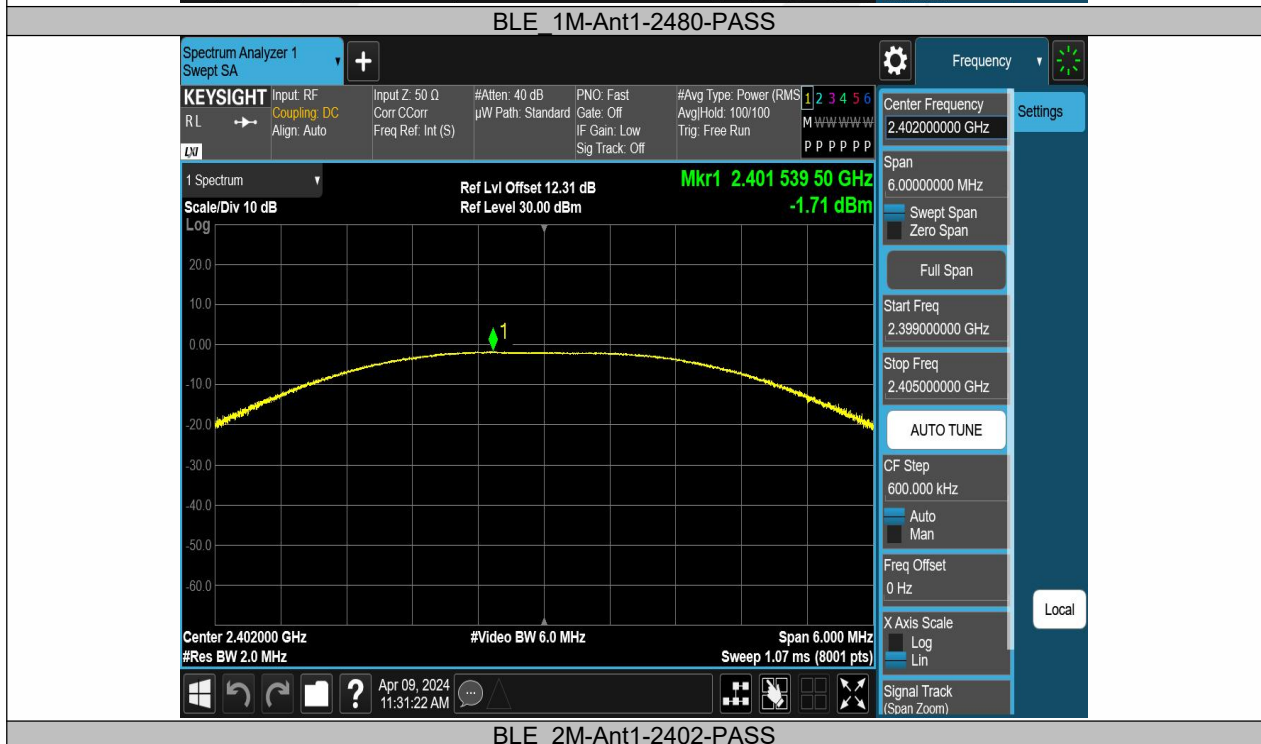 BLE_1M-Ant1-2480-PASS
Spectrum Analyzer 1
Swept SA
+
Frequency
KEYSIGHT
RL
LXI
Input: RF
Coupling: DC
Align: Auto
Input Z: 50 Ω
Corr CCorr
Freq Ref: Int (S)
#Atten: 40 dB
µW Path: Standard
PNO: Fast
Gate: Off
IF Gain: Low
Sig Track: Off
#Avg Type: Power (RMS
Avg|Hold: 100/100
Trig: Free Run
1 2 3 4 5 6
M W W W W W
P P P P P P
1 Spectrum
Scale/Div 10 dB
Log
Ref Lvl Offset 12.31 dB
Ref Level 30.00 dBm
Mkr1 2.401 539 50 GHz
-1.71 dBm
20.0
10.0
1
0.00
-10.0
-20.0
-30.0
-40.0
-50.0
-60.0
Center 2.402000 GHz
#Res BW 2.0 MHz
#Video BW 6.0 MHz
Span 6.000 MHz
Sweep 1.07 ms (8001 pts)
Center Frequency
2.402000000 GHz
Settings
Span
6.00000000 MHz
Swept Span
Zero Span
Full Span
Start Freq
2.399000000 GHz
Stop Freq
2.405000000 GHz
AUTO TUNE
CF Step
600.000 kHz
Auto
Man
Freq Offset
0 Hz
Local
X Axis Scale
Log
Lin
Signal Track
(Span Zoom)
?
Apr 09, 2024
11:31:22 AM
BLE_2M-Ant1-2402-PASS